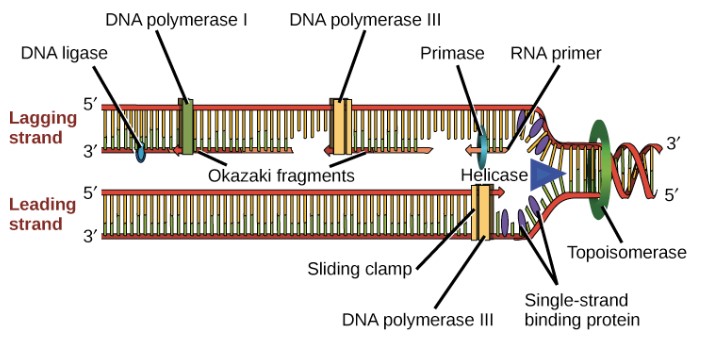 DNA polymerase I
DNA polymerase III
DNA ligase
Primase
RNA primer
5′
Lagging
strand
3′
3′
Okazaki fragments
Helicase
5′
5′
Leading
strand
3′
Topoisomerase
Sliding clamp
Single-strand
binding protein
DNA polymerase III